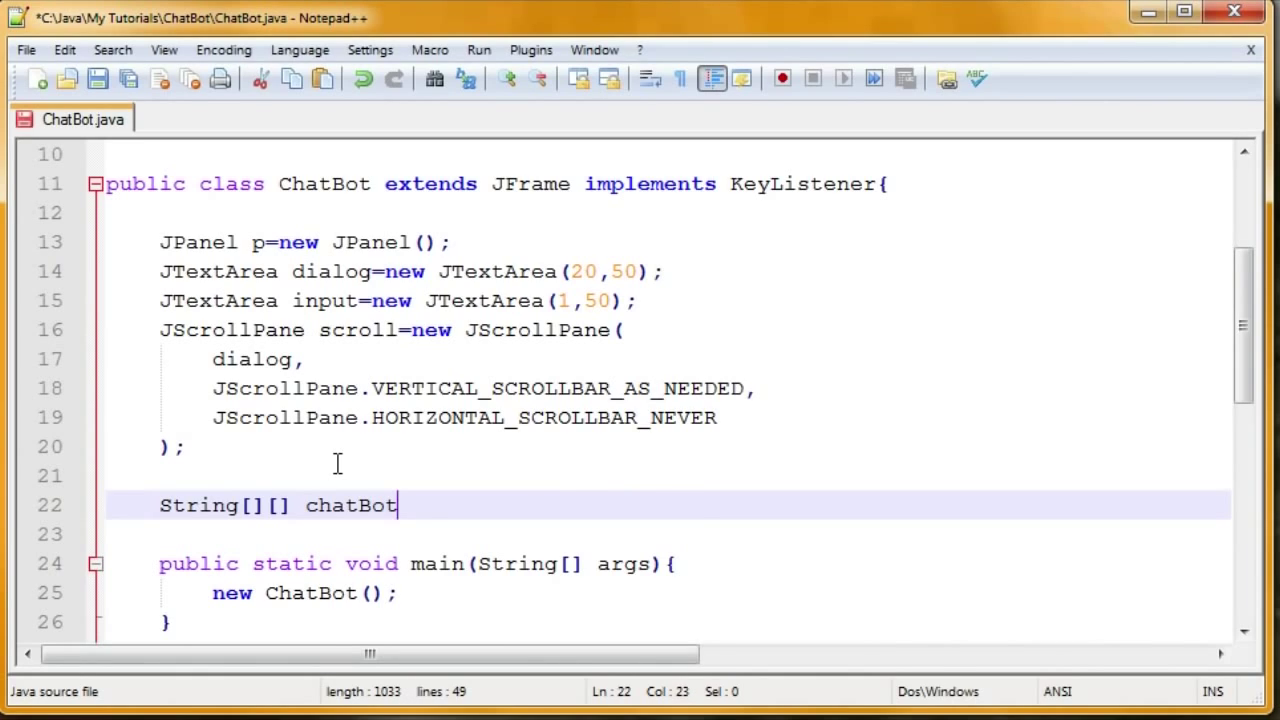 *C:\Java\My Tutorials\ChatBot\ChatBot.java - Notepad++
File Edit Search View Encoding Language Settings Macro Run Plugins Window ? X
ABC
ChatBot.java
10
11 public class ChatBot extends JFrame implements KeyListener{
12
13 JPanel p=new JPanel();
14 JTextArea dialog=new JTextArea(20,50);
15 JTextArea input=new JTextArea(1,50);
16 JScrollPane scroll=new JScrollPane(
17 dialog,
18 JScrollPane.VERTICAL_SCROLLBAR_AS_NEEDED,
19 JScrollPane.HORIZONTAL_SCROLLBAR_NEVER
20 );
21
22 String[][] chatBot
23
24 public static void main(String[] args){
25 new ChatBot();
26 }
Java source file length : 1033 lines : 49 Ln : 22 Col : 23 Sel : 0 Dos\Windows ANSI INS